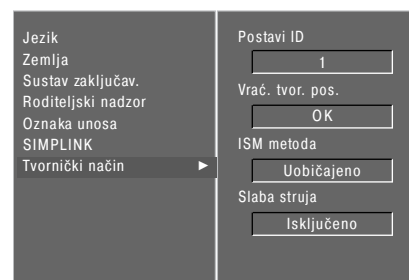 Jezik
Zemlja
Sustav zaključav.
Roditeljski nadzor
Oznaka unosa
SIMPLINK
Tvornički način ►
Postavi ID
1
Vrać. tvor. pos.
OK
ISM metoda
Uobičajeno
Slaba struja
Isključeno